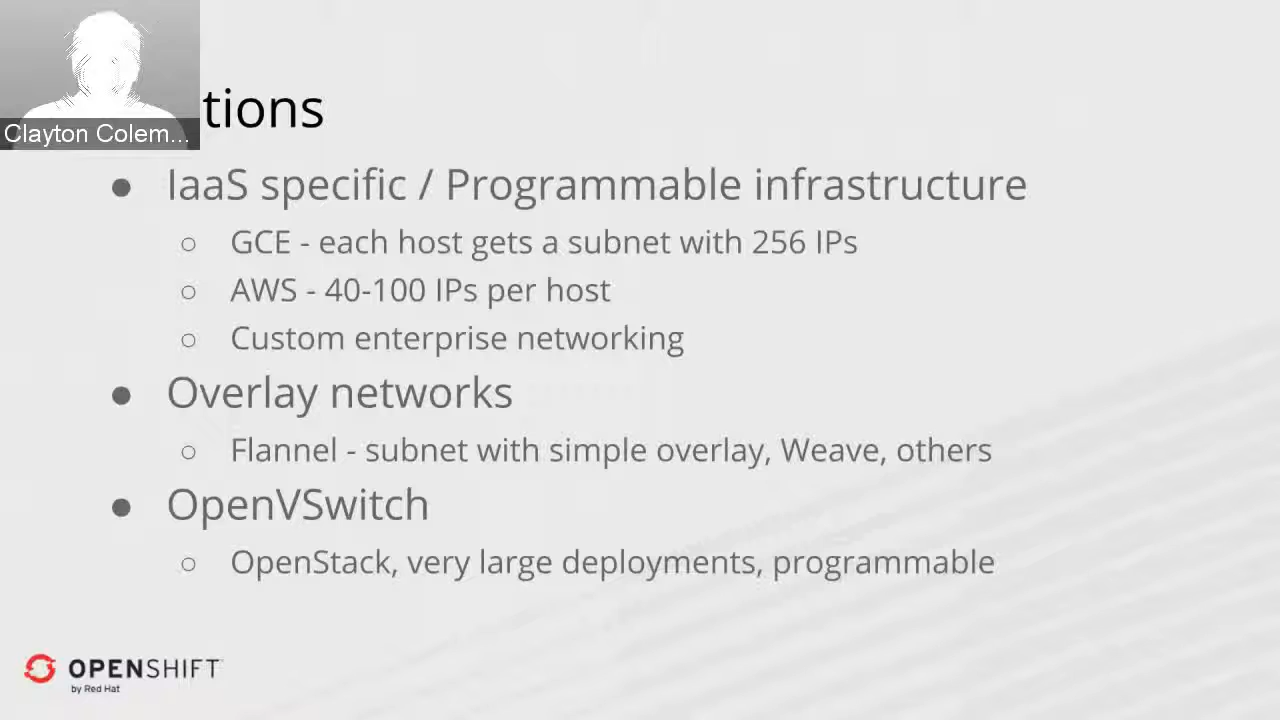 Clayton Colem...
tions
● IaaS specific / Programmable infrastructure
○ GCE - each host gets a subnet with 256 IPs
○ AWS - 40-100 IPs per host
○ Custom enterprise networking
● Overlay networks
○ Flannel - subnet with simple overlay, Weave, others
● OpenVSwitch
○ OpenStack, very large deployments, programmable
OPENSHIFT
by Red Hat